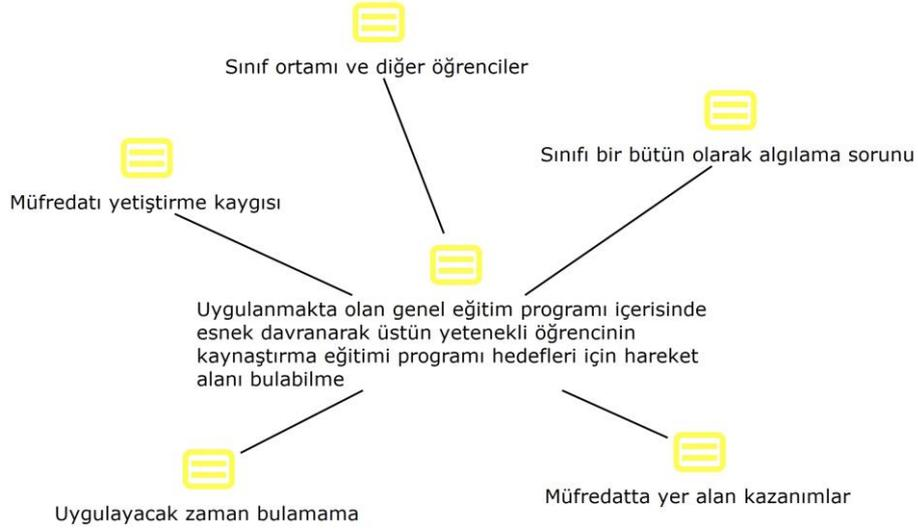 Sınıf ortamı ve diğer öğrenciler
Sınıfı bir bütün olarak algılama sorunu
Müfredatı yetiştirme kaygısı
Uygulanmakta olan genel eğitim programı içerisinde
esnek davranarak üstün yetenekli öğrencinin
kaynaştırma eğitimi programı hedefleri için hareket
alanı bulabilme
Müfredatta yer alan kazanımlar
Uygulayacak zaman bulamama